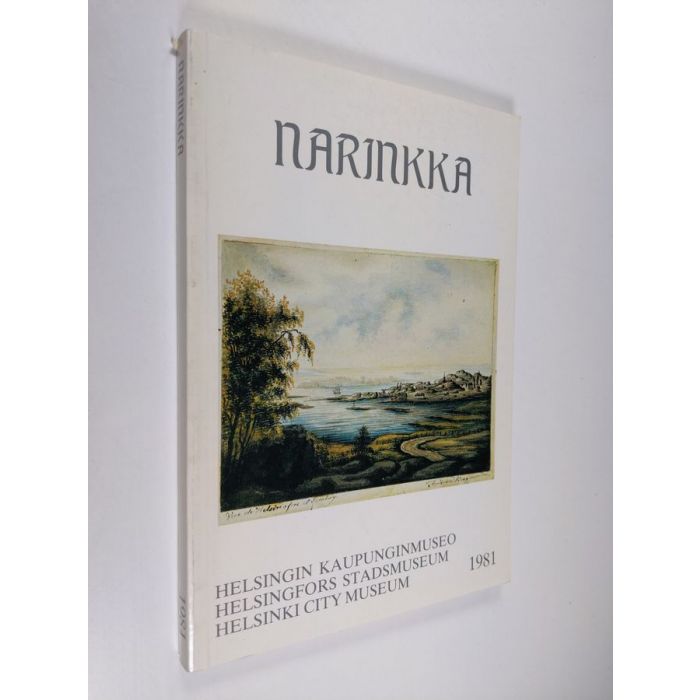 NARINKKA
NARINKKA
HELSINGIN KAUPUNGINMUSEO
HELSINGFORS STADSMUSEUM
HELSINKI CITY MUSEUM
1981
1981